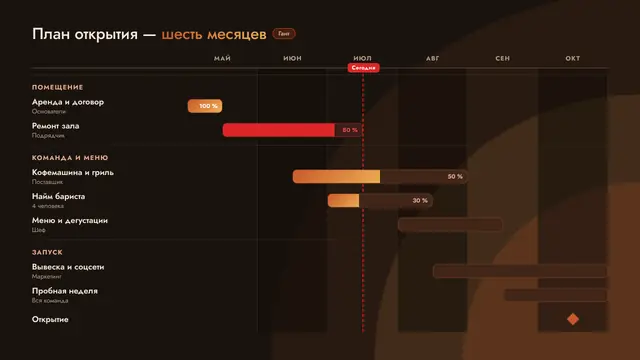 План открытия — шесть месяцев Гант
МАЙ ИЮН ИЮЛ АВГ СЕН ОКТ
Сегодня
ПОМЕЩЕНИЕ
Аренда и договор
Основатели
100 %
Ремонт зала
Подрядчик
80 %
КОМАНДА И МЕНЮ
Кофемашина и гриль
Поставщик
50 %
Найм бариста
4 человека
30 %
Меню и дегустации
Шеф
ЗАПУСК
Вывеска и соцсети
Маркетинг
Пробная неделя
Вся команда
Открытие